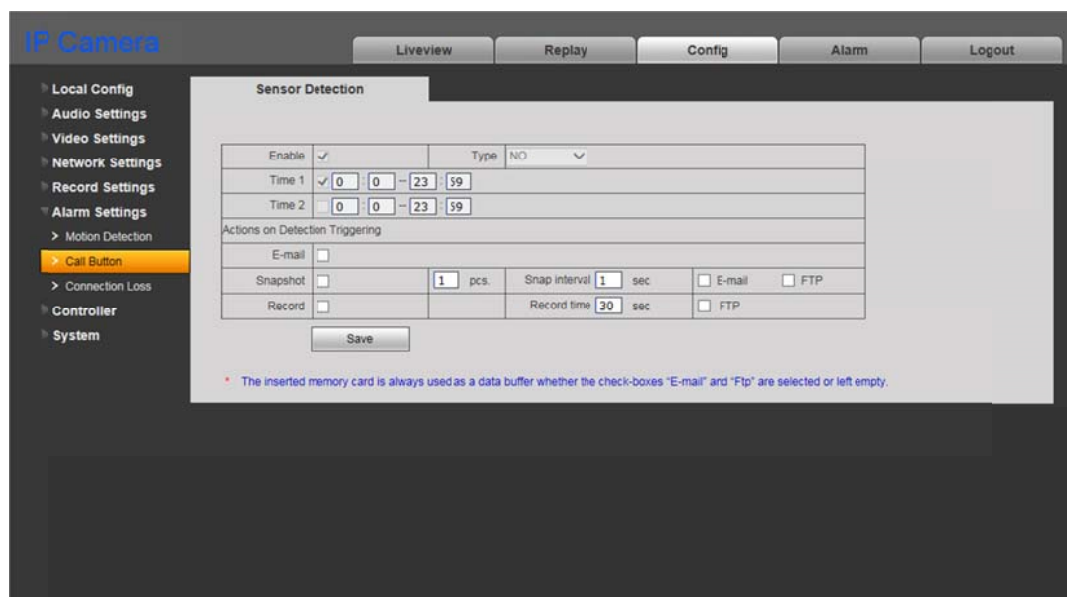 IP Camera
Liveview Replay Config Alarm Logout
Local Config
Audio Settings
Video Settings
Network Settings
Record Settings
Alarm Settings
> Motion Detection
> Call Button
> Connection Loss
Controller
System
Sensor Detection
Enable Type NO
Time 1 0 : 0 - 23 : 59
Time 2 0 : 0 - 23 : 59
Actions on Detection Triggering
E-mail
Snapshot 1 pcs. Snap interval 1 sec E-mail FTP
Record Record time 30 sec FTP
Save
* The inserted memory card is always used as a data buffer whether the check-boxes "E-mail" and "Ftp" are selected or left empty.